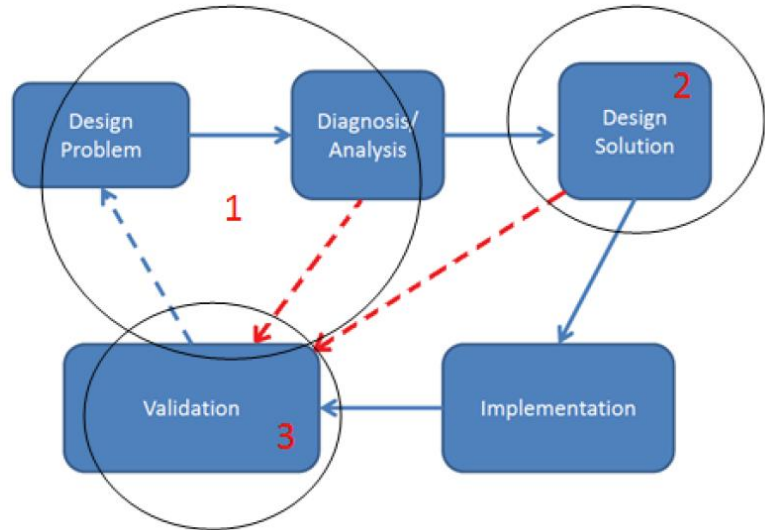 Design
Problem
Diagnosis/
Analysis
2
Design
Solution
1
Validation
3
Implementation